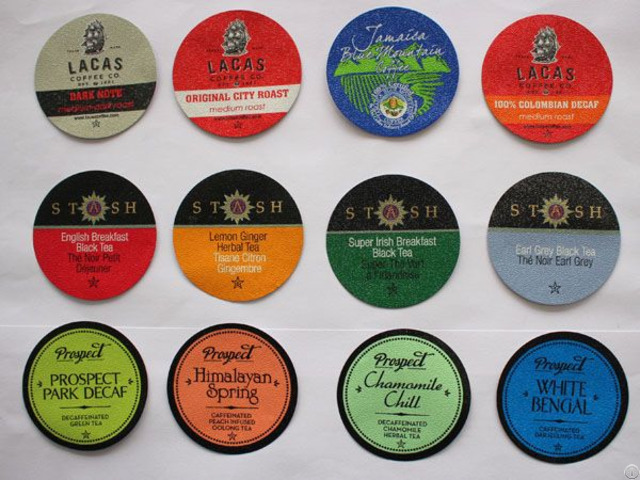 LACAS
COFFEE CO.
DARK NOTE
medium-dark roast
LACAS
COFFEE CO.
ORIGINAL CITY ROAST
medium roast
Jamaica
Blue Mountain
Coffee
LACAS
COFFEE CO.
100% COLOMBIAN DECAF
medium roast
STASH
English Breakfast
Black Tea
Thé Noir Petit
Déjeuner
STASH
Lemon Ginger
Herbal Tea
Tisane Citron
Gingembre
STASH
Super Irish Breakfast
Black Tea
STASH
Earl Grey Black Tea
Thé Noir Earl Grey
Prospect
PROSPECT
PARK DECAF
DECAFFEINATED
GREEN TEA
Prospect
Himalayan
Spring
CAFFEINATED
PEACH INFUSED
OOLONG TEA
Prospect
Chamomile
Chill
DECAFFEINATED
CHAMOMILE
HERBAL TEA
Prospect
WHITE
BENGAL
CAFFEINATED
DARJEELING TEA